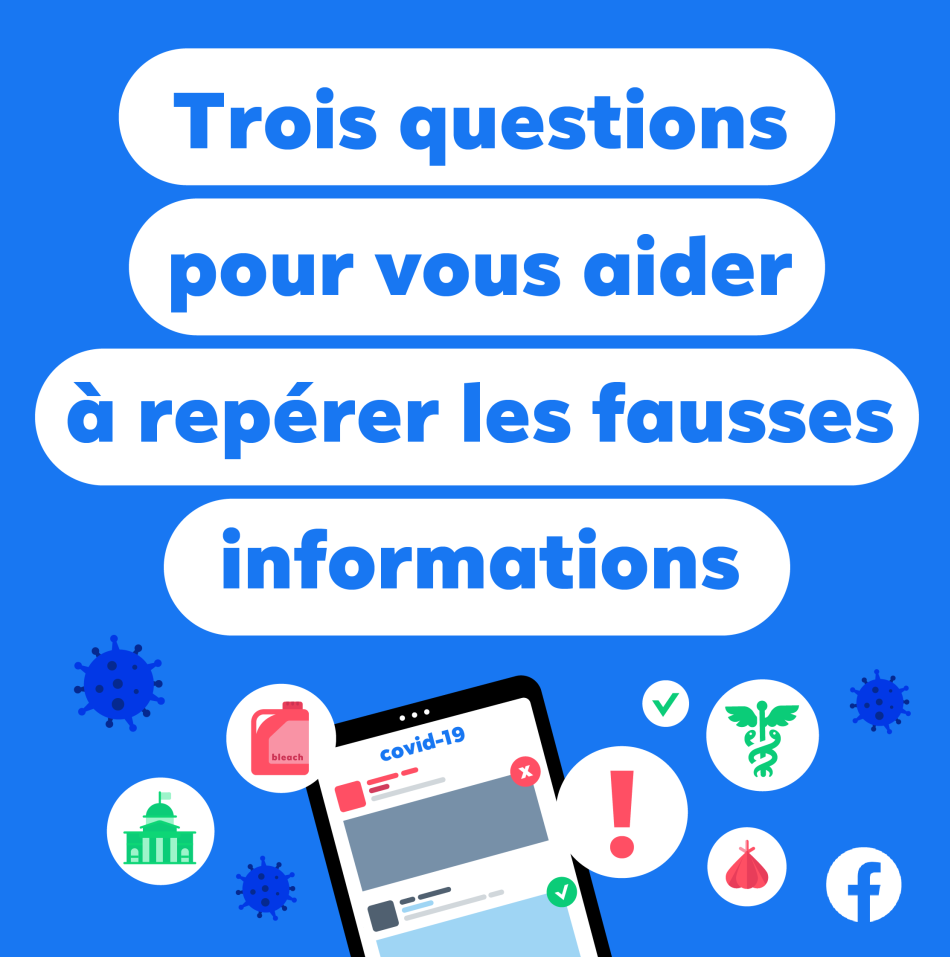 Trois questions
pour vous aider
à repérer les fausses
informations
bleach
covid-19